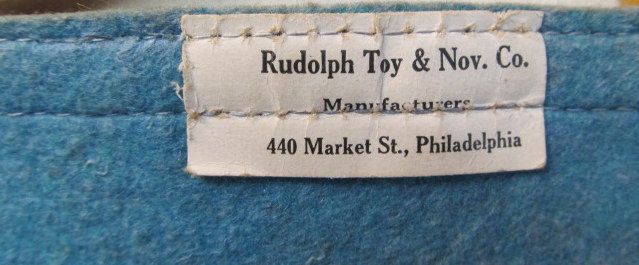 Rudolph Toy & Nov. Co.
Manufacturers
440 Market St., Philadelphia